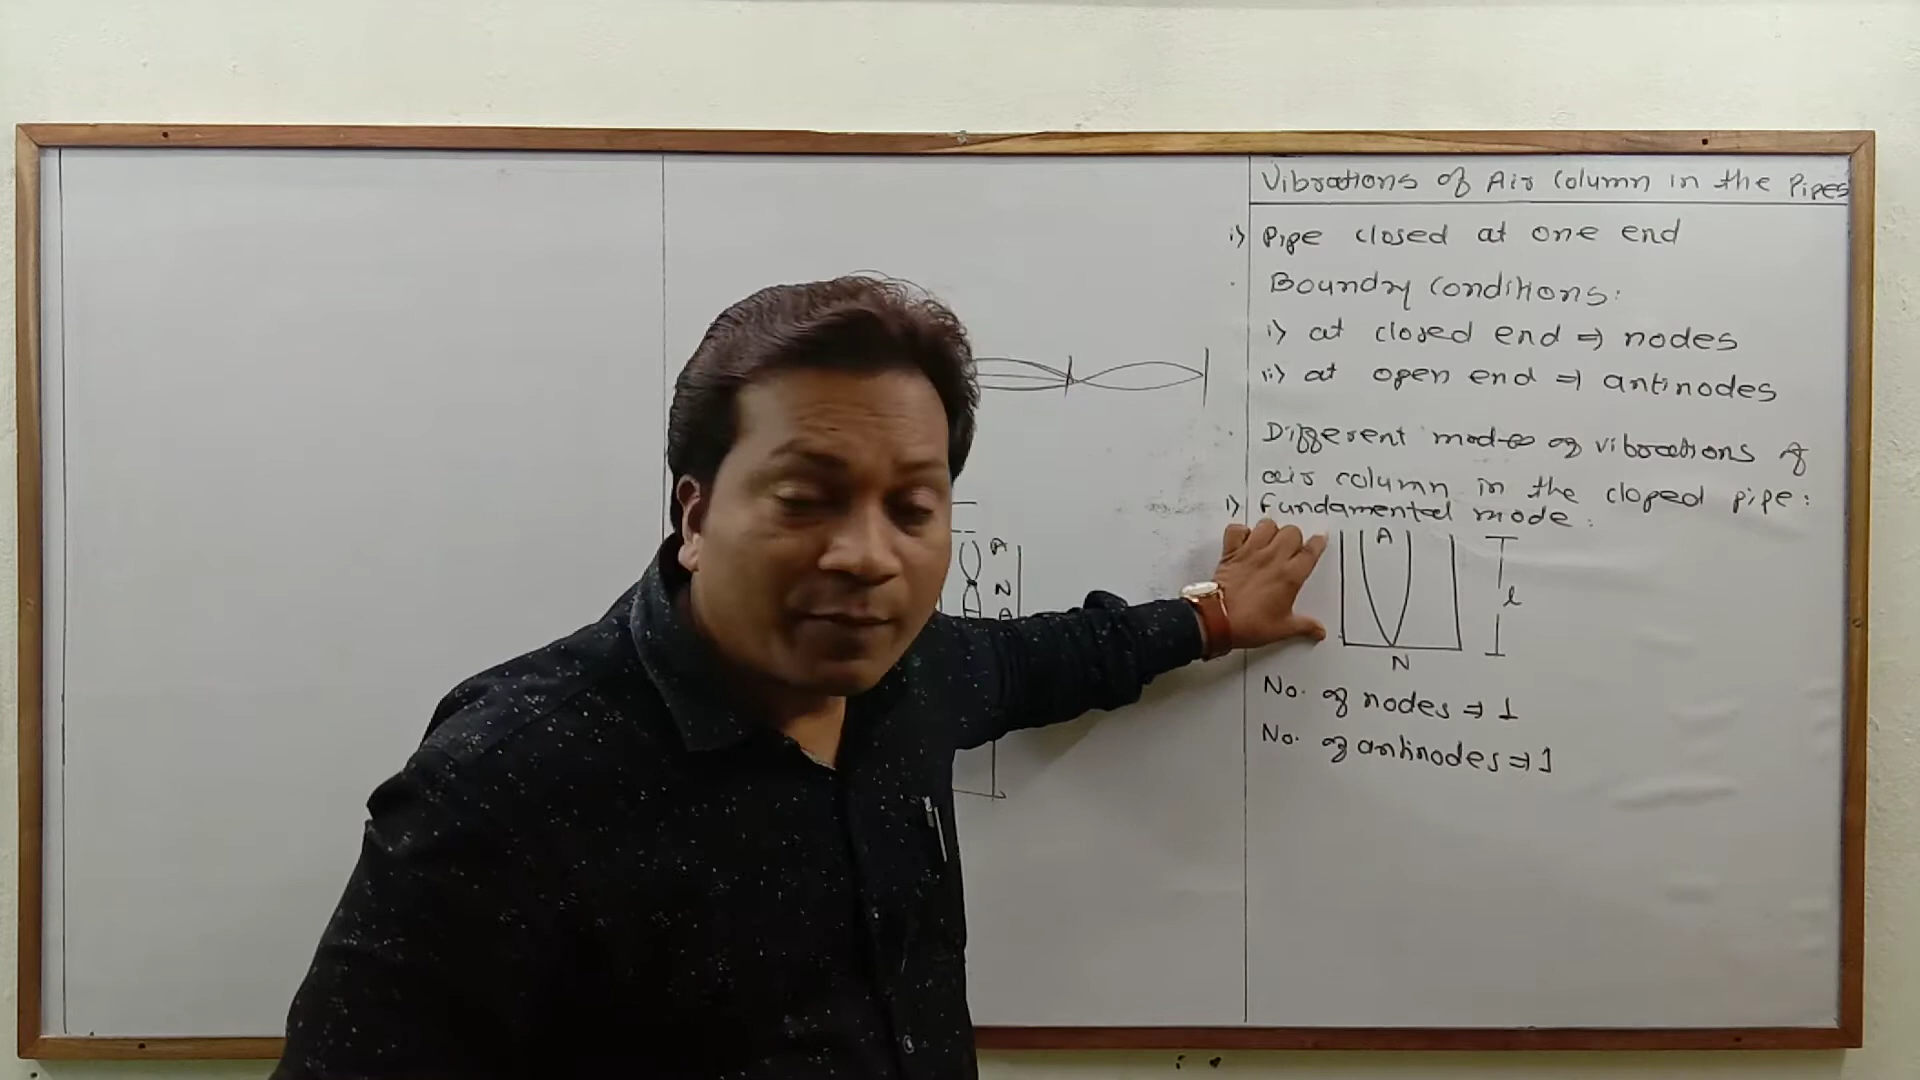 Vibrations of Air Column in the Pipes
i) Pipe closed at one end
. Boundry Conditions:
i) at closed end ⇒ nodes
ii) at open end ⇒ antinodes
. Different modes of vibrations of
air column in the closed pipe:
1) Fundamental mode:
A
l
N
No. of nodes ⇒ 1
No. of antinodes ⇒ 1
A
N
A